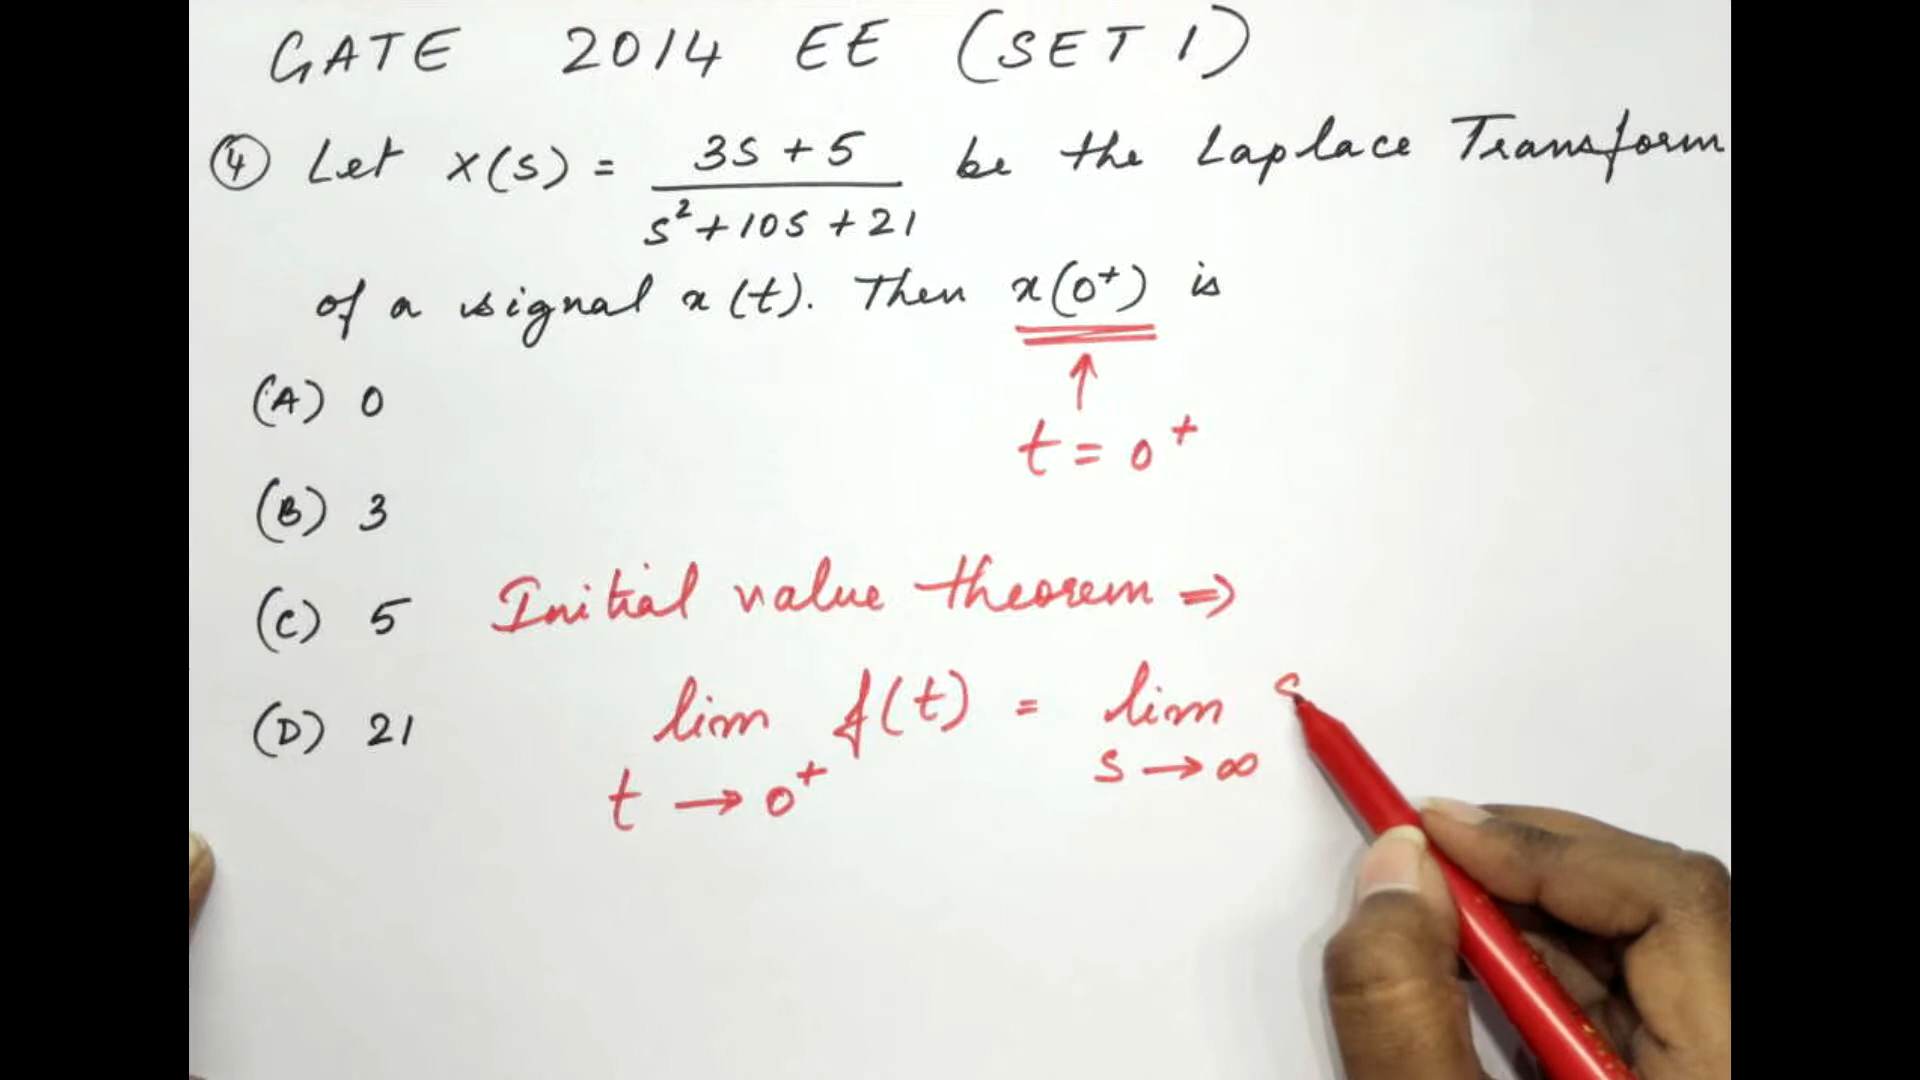 GATE 2014 EE (SET 1)
④ Let X(s) = 3s + 5 / s² + 10s + 21 be the Laplace Transform
of a signal x(t). Then x(0⁺) is
t = 0⁺
(A) 0
(B) 3
(C) 5
(D) 21
Initial value theorem ⇒
lim f(t) = lim s
t → 0⁺ s → ∞